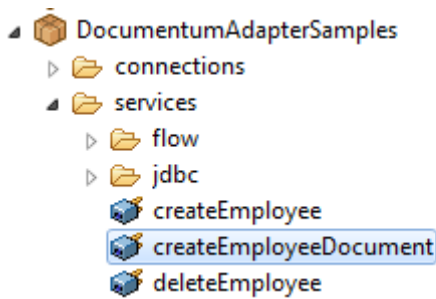 DocumentumAdapterSamples
connections
services
flow
jdbc
createEmployee
createEmployeeDocument
deleteEmployee